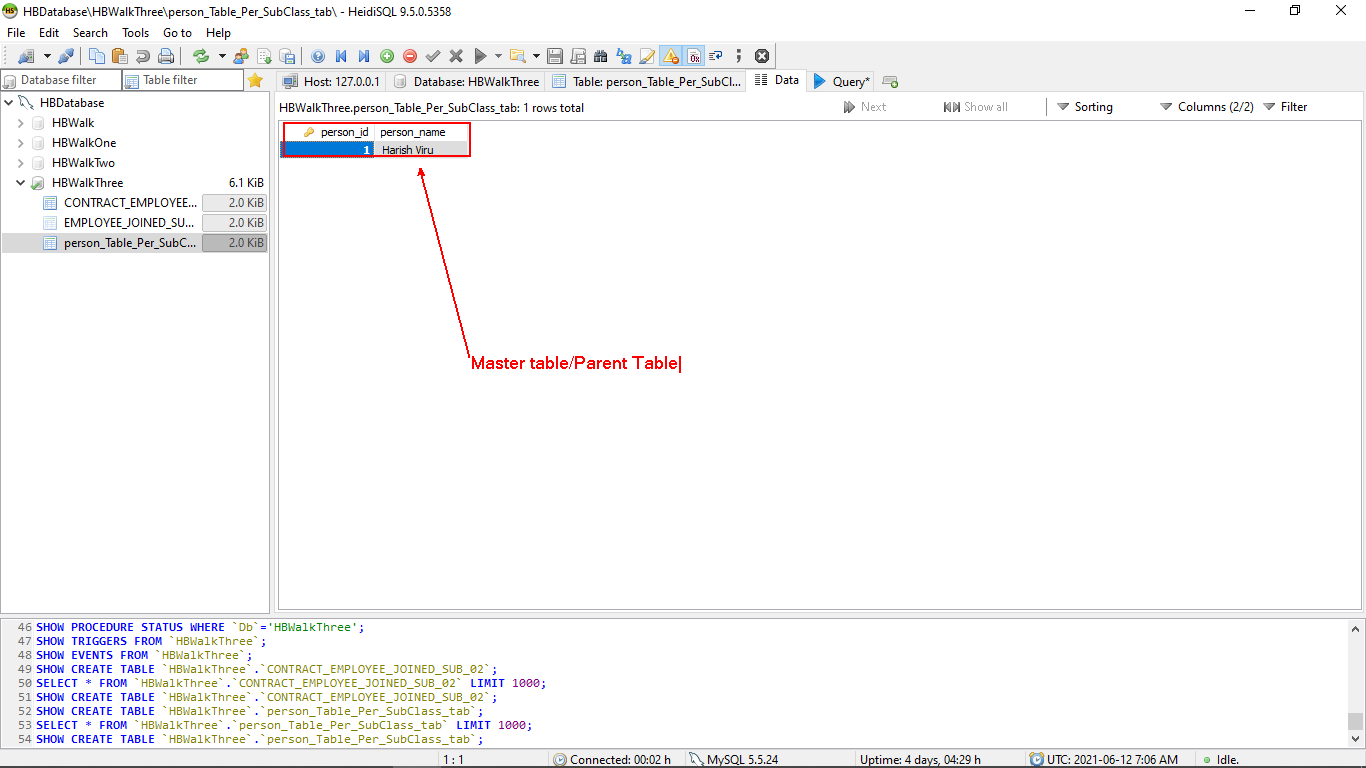 HBDatabase\HBWalkThree\person_Table_Per_SubClass_tab\ - HeidiSQL 9.5.0.5358
File Edit Search Tools Go to Help
Database filter Table filter
Host: 127.0.0.1 Database: HBWalkThree Table: person_Table_Per_SubCl... Data Query*
HBDatabase
HBWalk
HBWalkOne
HBWalkTwo
HBWalkThree 6.1 KiB
CONTRACT_EMPLOYEE... 2.0 KiB
EMPLOYEE_JOINED_SU... 2.0 KiB
person_Table_Per_SubC... 2.0 KiB
HBWalkThree.person_Table_Per_SubClass_tab: 1 rows total Next Show all Sorting Columns (2/2) Filter
person_id person_name
1 Harish Viru
Master table/Parent Table
46 SHOW PROCEDURE STATUS WHERE `Db`='HBWalkThree';
47 SHOW TRIGGERS FROM `HBWalkThree`;
48 SHOW EVENTS FROM `HBWalkThree`;
49 SHOW CREATE TABLE `HBWalkThree`.`CONTRACT_EMPLOYEE_JOINED_SUB_02`;
50 SELECT * FROM `HBWalkThree`.`CONTRACT_EMPLOYEE_JOINED_SUB_02` LIMIT 1000;
51 SHOW CREATE TABLE `HBWalkThree`.`CONTRACT_EMPLOYEE_JOINED_SUB_02`;
52 SHOW CREATE TABLE `HBWalkThree`.`person_Table_Per_SubClass_tab`;
53 SELECT * FROM `HBWalkThree`.`person_Table_Per_SubClass_tab` LIMIT 1000;
54 SHOW CREATE TABLE `HBWalkThree`.`person_Table_Per_SubClass_tab`;
1 : 1 Connected: 00:02 h MySQL 5.5.24 Uptime: 4 days, 04:29 h UTC: 2021-06-12 7:06 AM Idle.